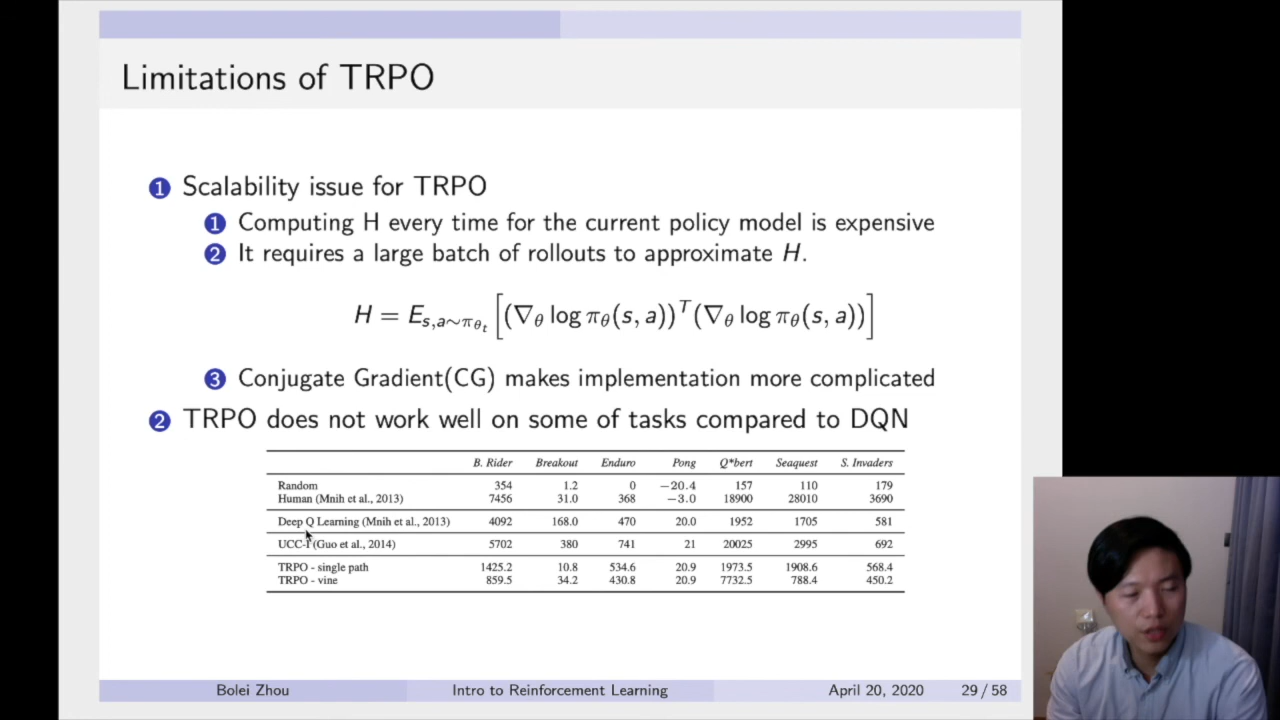 Limitations of TRPO
1 Scalability issue for TRPO
1 Computing H every time for the current policy model is expensive
2 It requires a large batch of rollouts to approximate H.
H = E_{s,a∼π_{θ_t}} [(∇_θ log π_θ(s, a))^T (∇_θ log π_θ(s, a))]
3 Conjugate Gradient(CG) makes implementation more complicated
2 TRPO does not work well on some of tasks compared to DQN
B. Rider Breakout Enduro Pong Q*bert Seaquest S. Invaders
Random 354 1.2 0 −20.4 157 110 179
Human (Mnih et al., 2013) 7456 31.0 368 −3.0 18900 28010 3690
Deep Q Learning (Mnih et al., 2013) 4092 168.0 470 20.0 1952 1705 581
UCC-I (Guo et al., 2014) 5702 380 741 21 20025 2995 692
TRPO - single path 1425.2 10.8 534.6 20.9 1973.5 1908.6 568.4
TRPO - vine 859.5 34.2 430.8 20.9 7732.5 788.4 450.2
Bolei Zhou Intro to Reinforcement Learning April 20, 2020 29 / 58